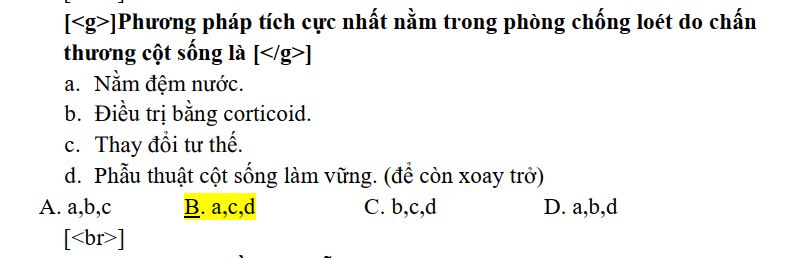 [<g>]Phương pháp tích cực nhất nằm trong phòng chống loét do chấn
thương cột sống là [</g>]
a. Nằm đệm nước.
b. Điều trị bằng corticoid.
c. Thay đổi tư thế.
d. Phẫu thuật cột sống làm vững. (để còn xoay trở)
A. a,b,c B. a,c,d C. b,c,d D. a,b,d
[<br>]